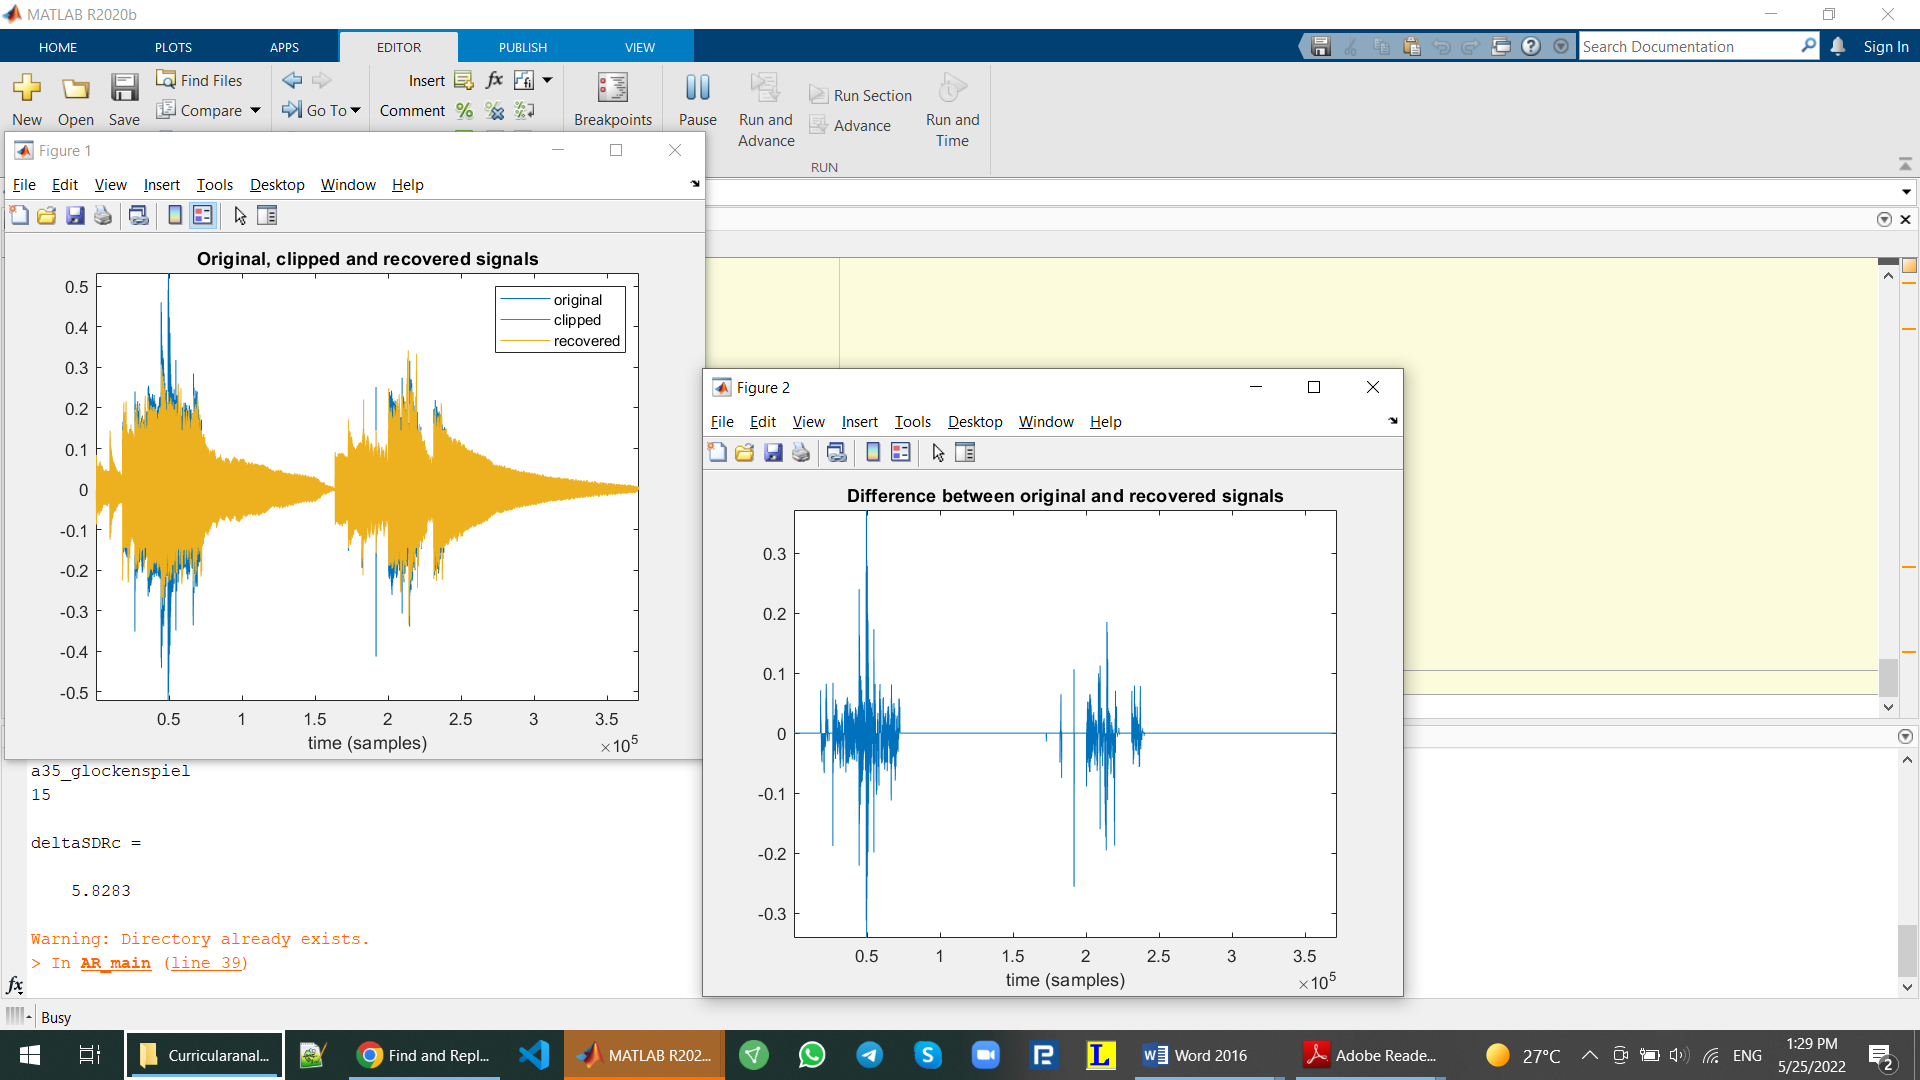 MATLAB R2020b
HOME PLOTS APPS EDITOR PUBLISH VIEW Search Documentation Sign In
Find Files Insert fx fi Run Section
Compare Go To Comment Advance
New Open Save Breakpoints Pause Run and Advance Run and Time
RUN
Figure 1
File Edit View Insert Tools Desktop Window Help
Original, clipped and recovered signals
original
clipped
recovered
0.5
0.4
0.3
0.2
0.1
0
-0.1
-0.2
-0.3
-0.4
-0.5
0.5 1 1.5 2 2.5 3 3.5
time (samples)
×10^5
Figure 2
File Edit View Insert Tools Desktop Window Help
Difference between original and recovered signals
0.3
0.2
0.1
0
-0.1
-0.2
-0.3
0.5 1 1.5 2 2.5 3 3.5
time (samples)
×10^5
a35_glockenspiel
15
deltaSDRc =
5.8283
Warning: Directory already exists.
> In AR_main (line 39)
fx
Busy
Curricularanal... Find and Repl... MATLAB R202... Word 2016 Adobe Reade... 27°C ENG 1:29 PM
5/25/2022
2